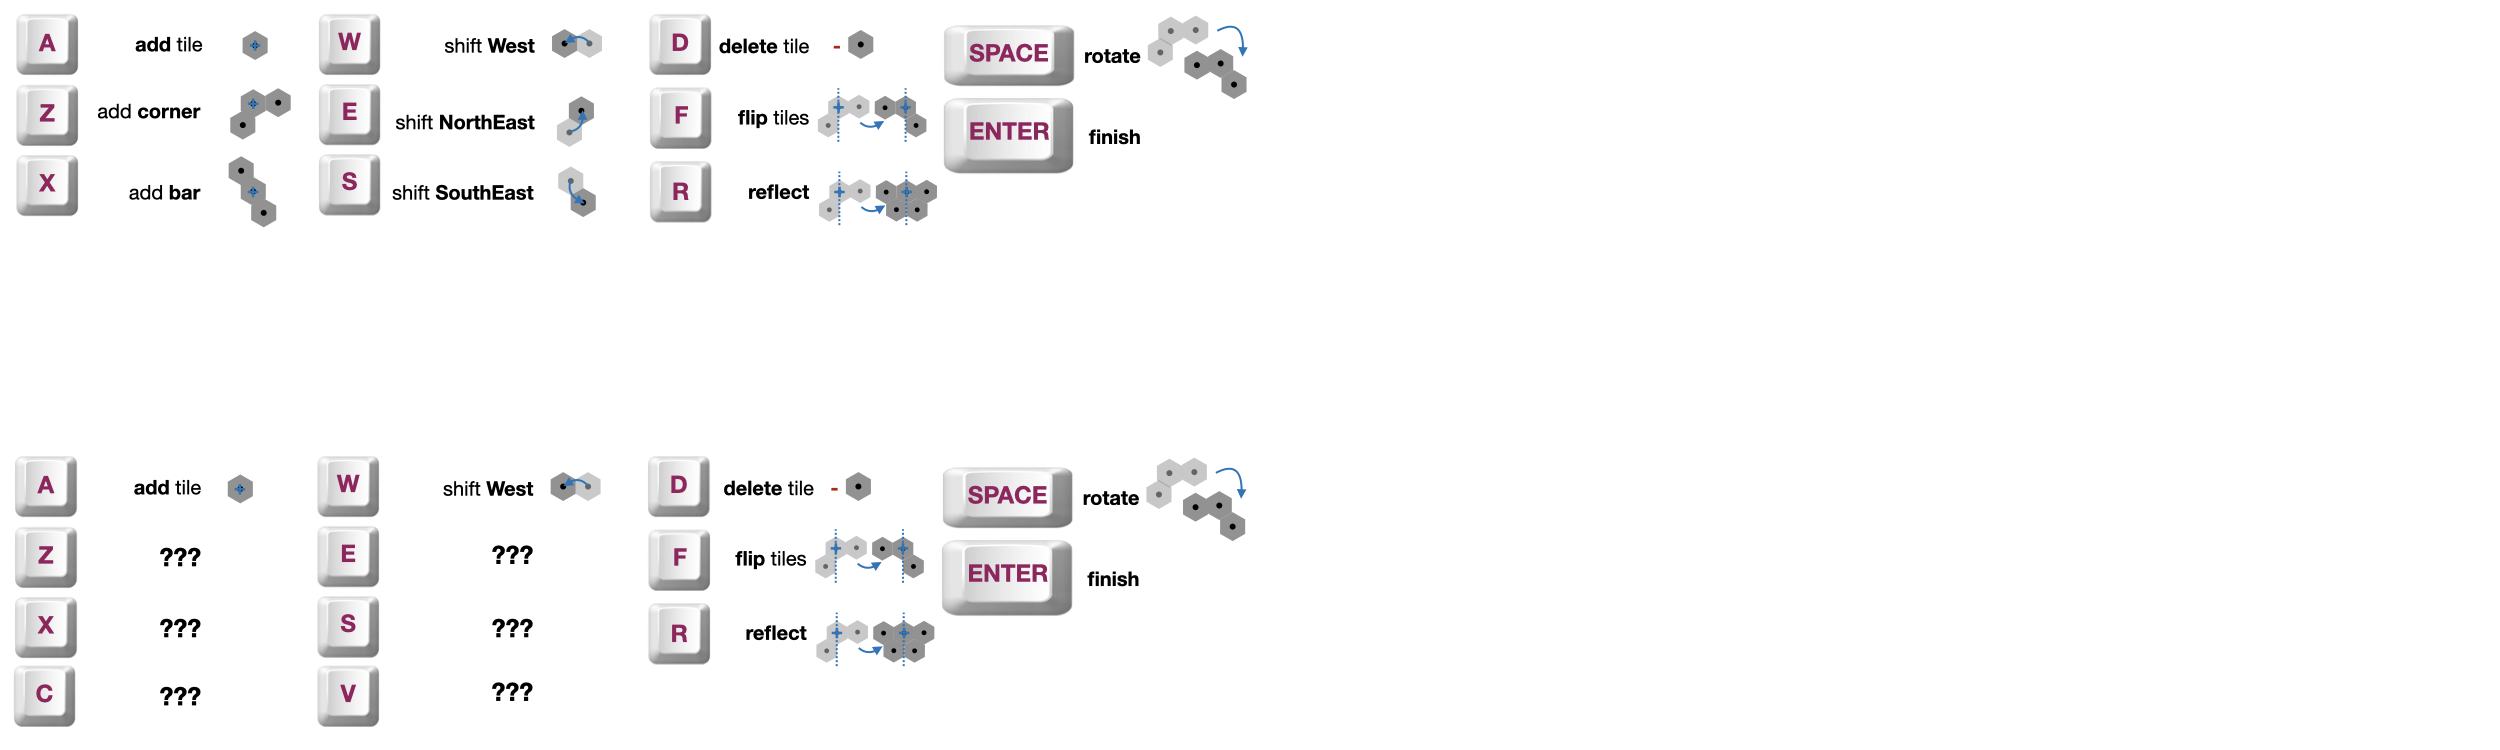 A add tile W shift West D delete tile - SPACE rotate
Z add corner E shift NorthEast F flip tiles ENTER finish
X add bar S shift SouthEast R reflect
A add tile W shift West D delete tile - SPACE rotate
Z ??? E ??? F flip tiles ENTER finish
X ??? S ??? R reflect
C ??? V ???